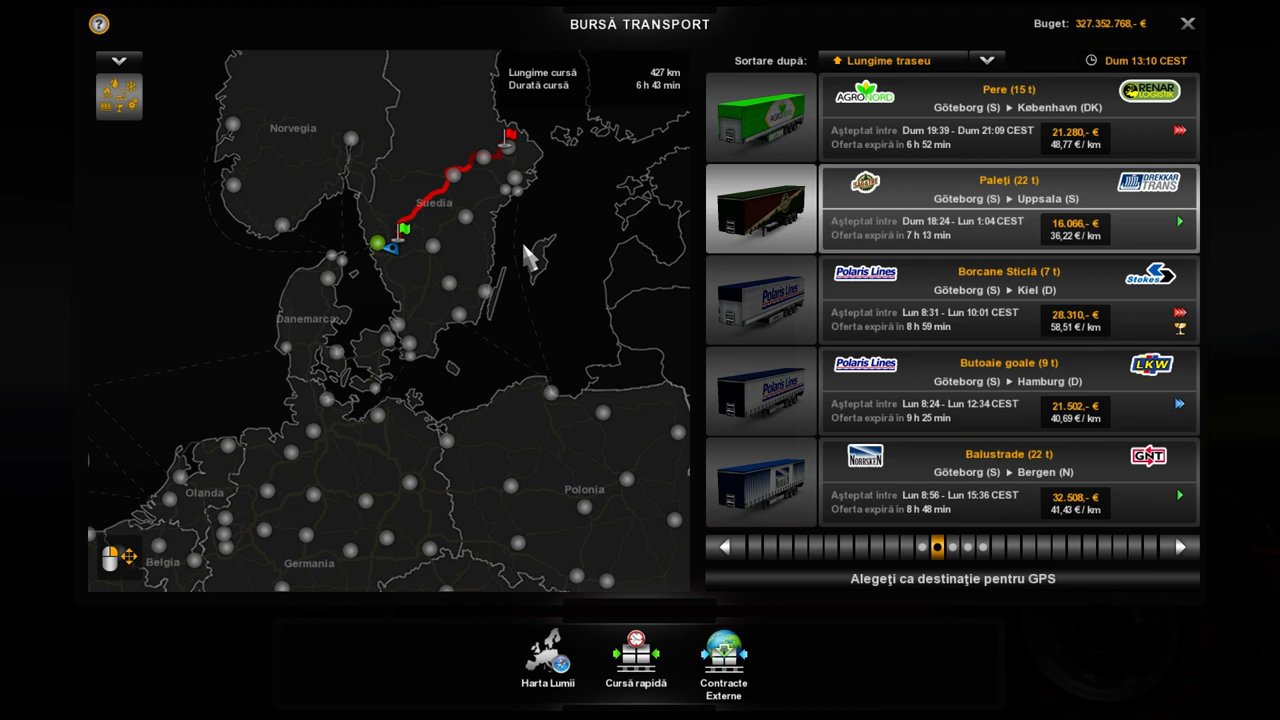 BURSĂ TRANSPORT
Buget: 327.352.768,- €
Sortare după: Lungime traseu
Dum 13:10 CEST
Lungime cursă 427 km
Durată cursă 6 h 43 min
Norvegia
Suedia
Danemarca
Olanda
Belgia
Germania
Polonia
AGRONORD
Pere (15 t)
RENAR LOGISTIK
Göteborg (S) ▶ København (DK)
Aşteptat între Dum 19:39 - Dum 21:09 CEST
21.280,- €
Oferta expiră în 6 h 52 min
48,77 € / km
Paleţi (22 t)
DREKKAR TRANS
Göteborg (S) ▶ Uppsala (S)
Aşteptat între Dum 18:24 - Lun 1:04 CEST
16.066,- €
Oferta expiră în 7 h 13 min
36,22 € / km
Polaris Lines
Borcane Sticlă (7 t)
Stokes
Göteborg (S) ▶ Kiel (D)
Aşteptat între Lun 8:31 - Lun 10:01 CEST
28.310,- €
Oferta expiră în 8 h 59 min
58,51 € / km
Polaris Lines
Butoaie goale (9 t)
LKW
Göteborg (S) ▶ Hamburg (D)
Aşteptat între Lun 8:24 - Lun 12:34 CEST
21.502,- €
Oferta expiră în 9 h 25 min
40,69 € / km
NORRSKEN
Balustrade (22 t)
GNT
Göteborg (S) ▶ Bergen (N)
Aşteptat între Lun 8:56 - Lun 15:36 CEST
32.508,- €
Oferta expiră în 8 h 48 min
41,43 € / km
Alegeţi ca destinaţie pentru GPS
Harta Lumii
Cursă rapidă
Contracte
Externe